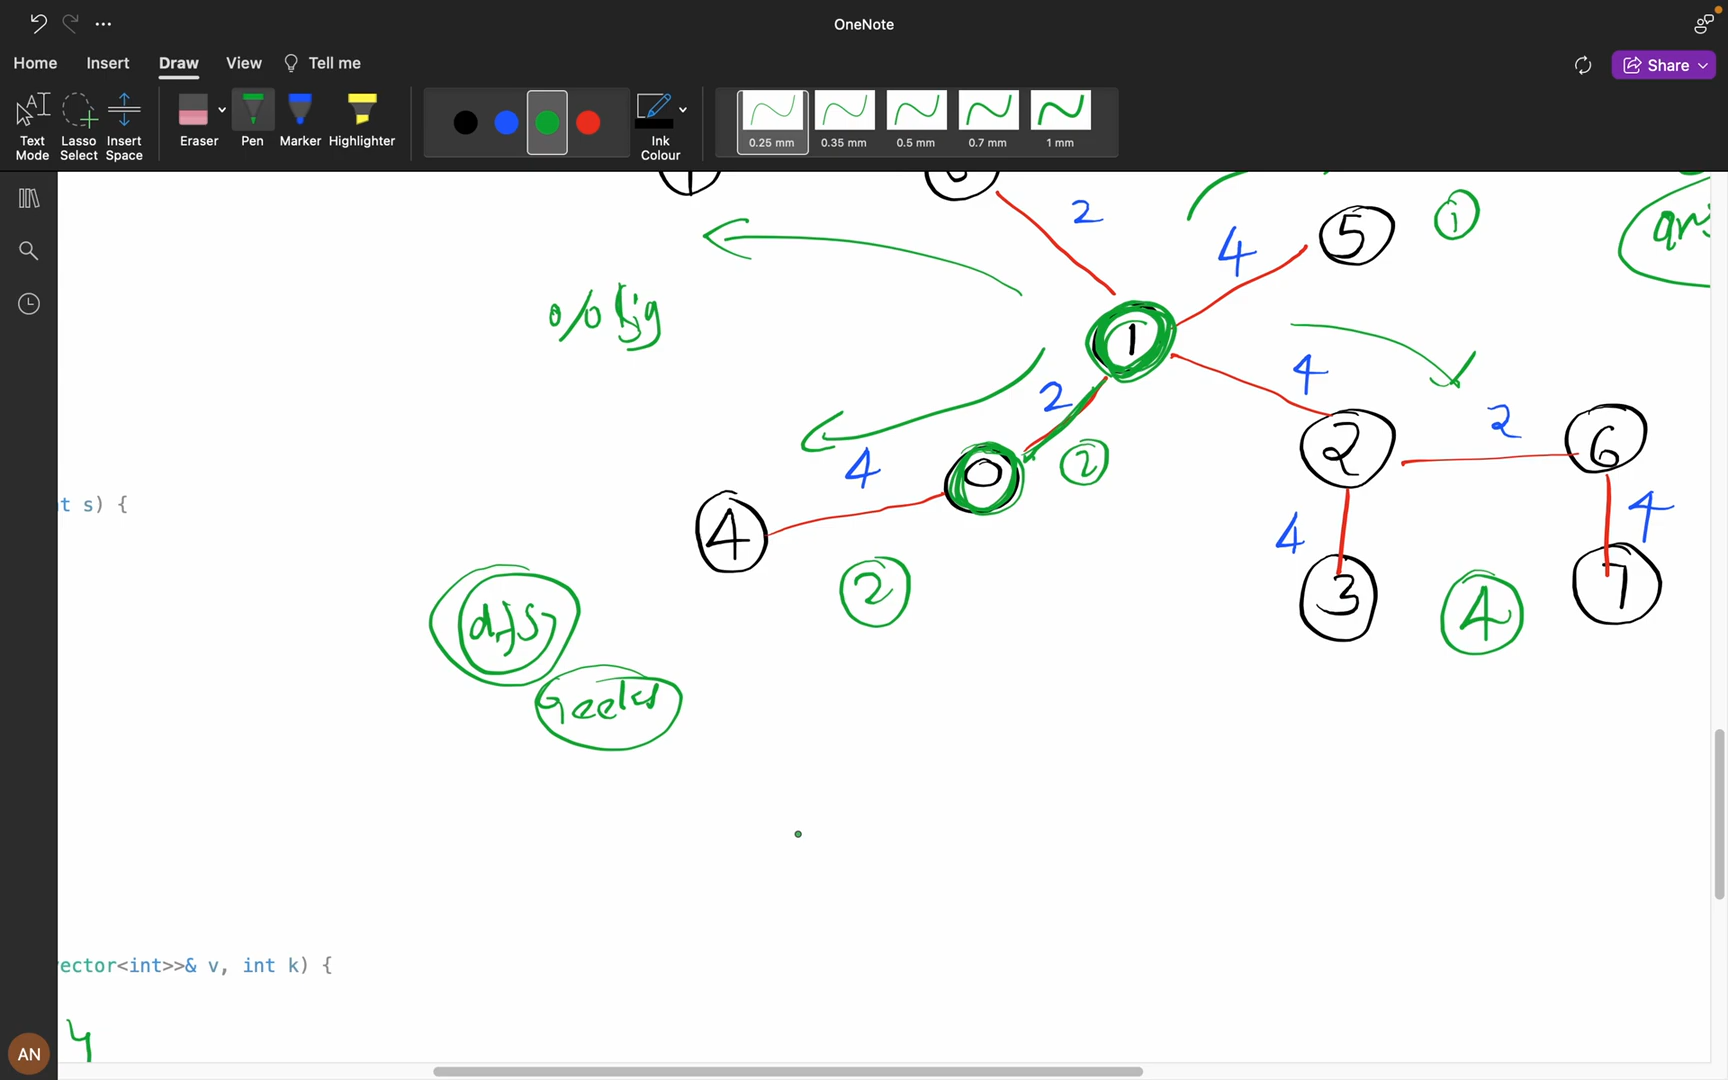 OneNote
Home Insert Draw View Tell me
Share
Text Mode
Lasso Select
Insert Space
Eraser
Pen
Marker
Highlighter
Ink Colour
0.25 mm
0.35 mm
0.5 mm
0.7 mm
1 mm
2
4
5
1
1
4
2
2
4
0
2
2
6
4
4
4
2
3
4
7
dfs
Geeks
t s) {
vector<int>>& v, int k) {
4
AN